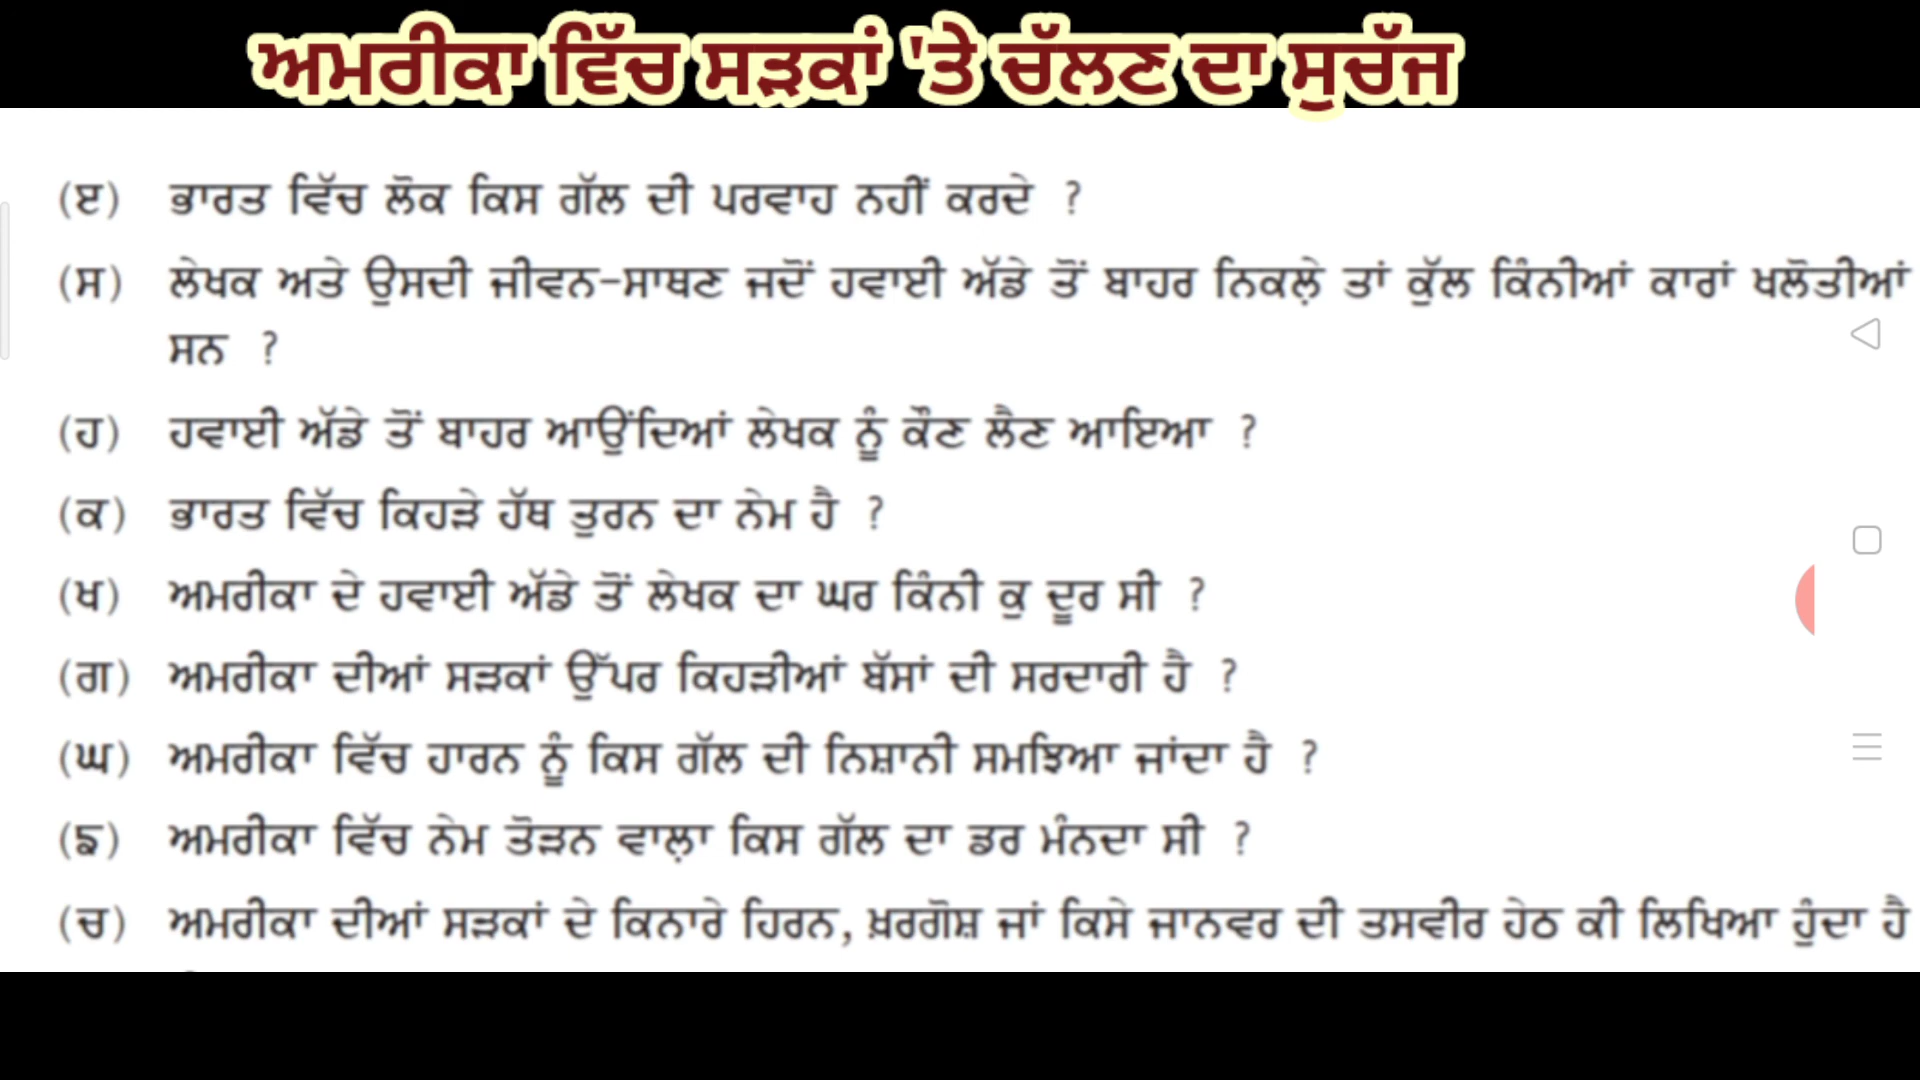 ਅਮਰੀਕਾ ਵਿੱਚ ਸੜਕਾਂ 'ਤੇ ਚੱਲਣ ਦਾ ਸੁਚੱਜ
(ੲ) ਭਾਰਤ ਵਿੱਚ ਲੋਕ ਕਿਸ ਗੱਲ ਦੀ ਪਰਵਾਹ ਨਹੀਂ ਕਰਦੇ ?
(ਸ) ਲੇਖਕ ਅਤੇ ਉਸਦੀ ਜੀਵਨ-ਸਾਥਣ ਜਦੋਂ ਹਵਾਈ ਅੱਡੇ ਤੋਂ ਬਾਹਰ ਨਿਕਲ਼ੇ ਤਾਂ ਕੁੱਲ ਕਿੰਨੀਆਂ ਕਾਰਾਂ ਖਲੋਤੀਆਂ
ਸਨ ?
(ਹ) ਹਵਾਈ ਅੱਡੇ ਤੋਂ ਬਾਹਰ ਆਉਂਦਿਆਂ ਲੇਖਕ ਨੂੰ ਕੌਣ ਲੈਣ ਆਇਆ ?
(ਕ) ਭਾਰਤ ਵਿੱਚ ਕਿਹੜੇ ਹੱਥ ਤੁਰਨ ਦਾ ਨੇਮ ਹੈ ?
(ਖ) ਅਮਰੀਕਾ ਦੇ ਹਵਾਈ ਅੱਡੇ ਤੋਂ ਲੇਖਕ ਦਾ ਘਰ ਕਿੰਨੀ ਕੁ ਦੂਰ ਸੀ ?
(ਗ) ਅਮਰੀਕਾ ਦੀਆਂ ਸੜਕਾਂ ਉੱਪਰ ਕਿਹੜੀਆਂ ਬੱਸਾਂ ਦੀ ਸਰਦਾਰੀ ਹੈ ?
(ਘ) ਅਮਰੀਕਾ ਵਿੱਚ ਹਾਰਨ ਨੂੰ ਕਿਸ ਗੱਲ ਦੀ ਨਿਸ਼ਾਨੀ ਸਮਝਿਆ ਜਾਂਦਾ ਹੈ ?
(ਙ) ਅਮਰੀਕਾ ਵਿੱਚ ਨੇਮ ਤੋੜਨ ਵਾਲ਼ਾ ਕਿਸ ਗੱਲ ਦਾ ਡਰ ਮੰਨਦਾ ਸੀ ?
(ਚ) ਅਮਰੀਕਾ ਦੀਆਂ ਸੜਕਾਂ ਦੇ ਕਿਨਾਰੇ ਹਿਰਨ, ਖ਼ਰਗੋਸ਼ ਜਾਂ ਕਿਸੇ ਜਾਨਵਰ ਦੀ ਤਸਵੀਰ ਹੇਠ ਕੀ ਲਿਖਿਆ ਹੁੰਦਾ ਹੈ